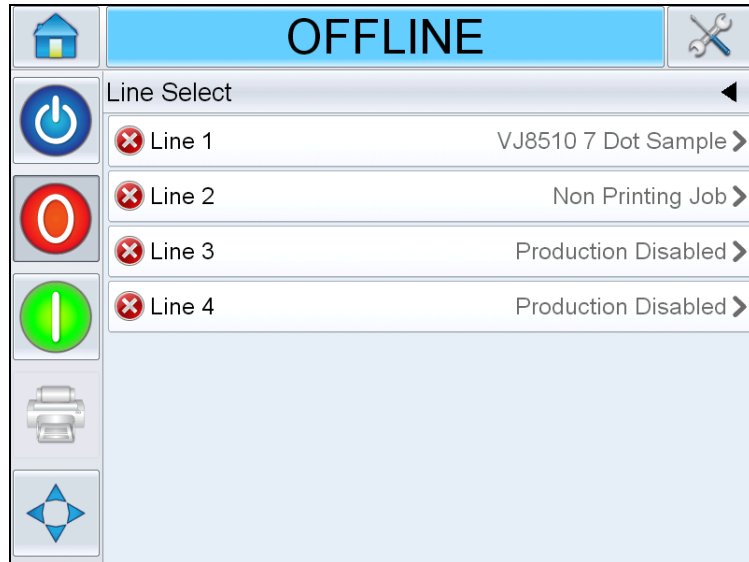 OFFLINE
Line Select
Line 1 VJ8510 7 Dot Sample
Line 2 Non Printing Job
Line 3 Production Disabled
Line 4 Production Disabled